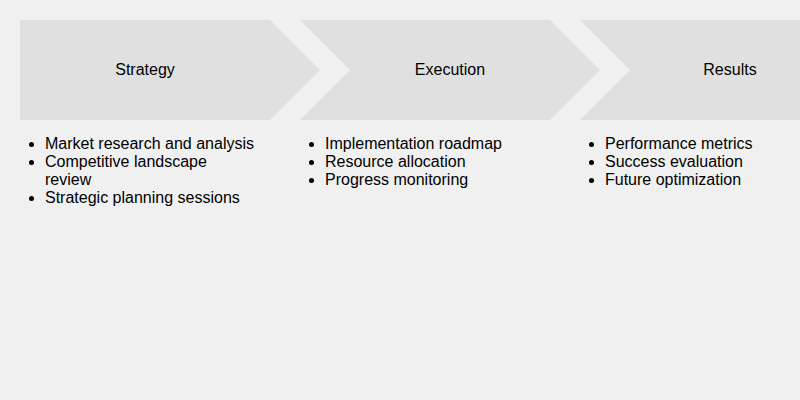 Strategy
Execution
Results
Market research and analysis
Competitive landscape
review
Strategic planning sessions
Implementation roadmap
Resource allocation
Progress monitoring
Performance metrics
Success evaluation
Future optimization